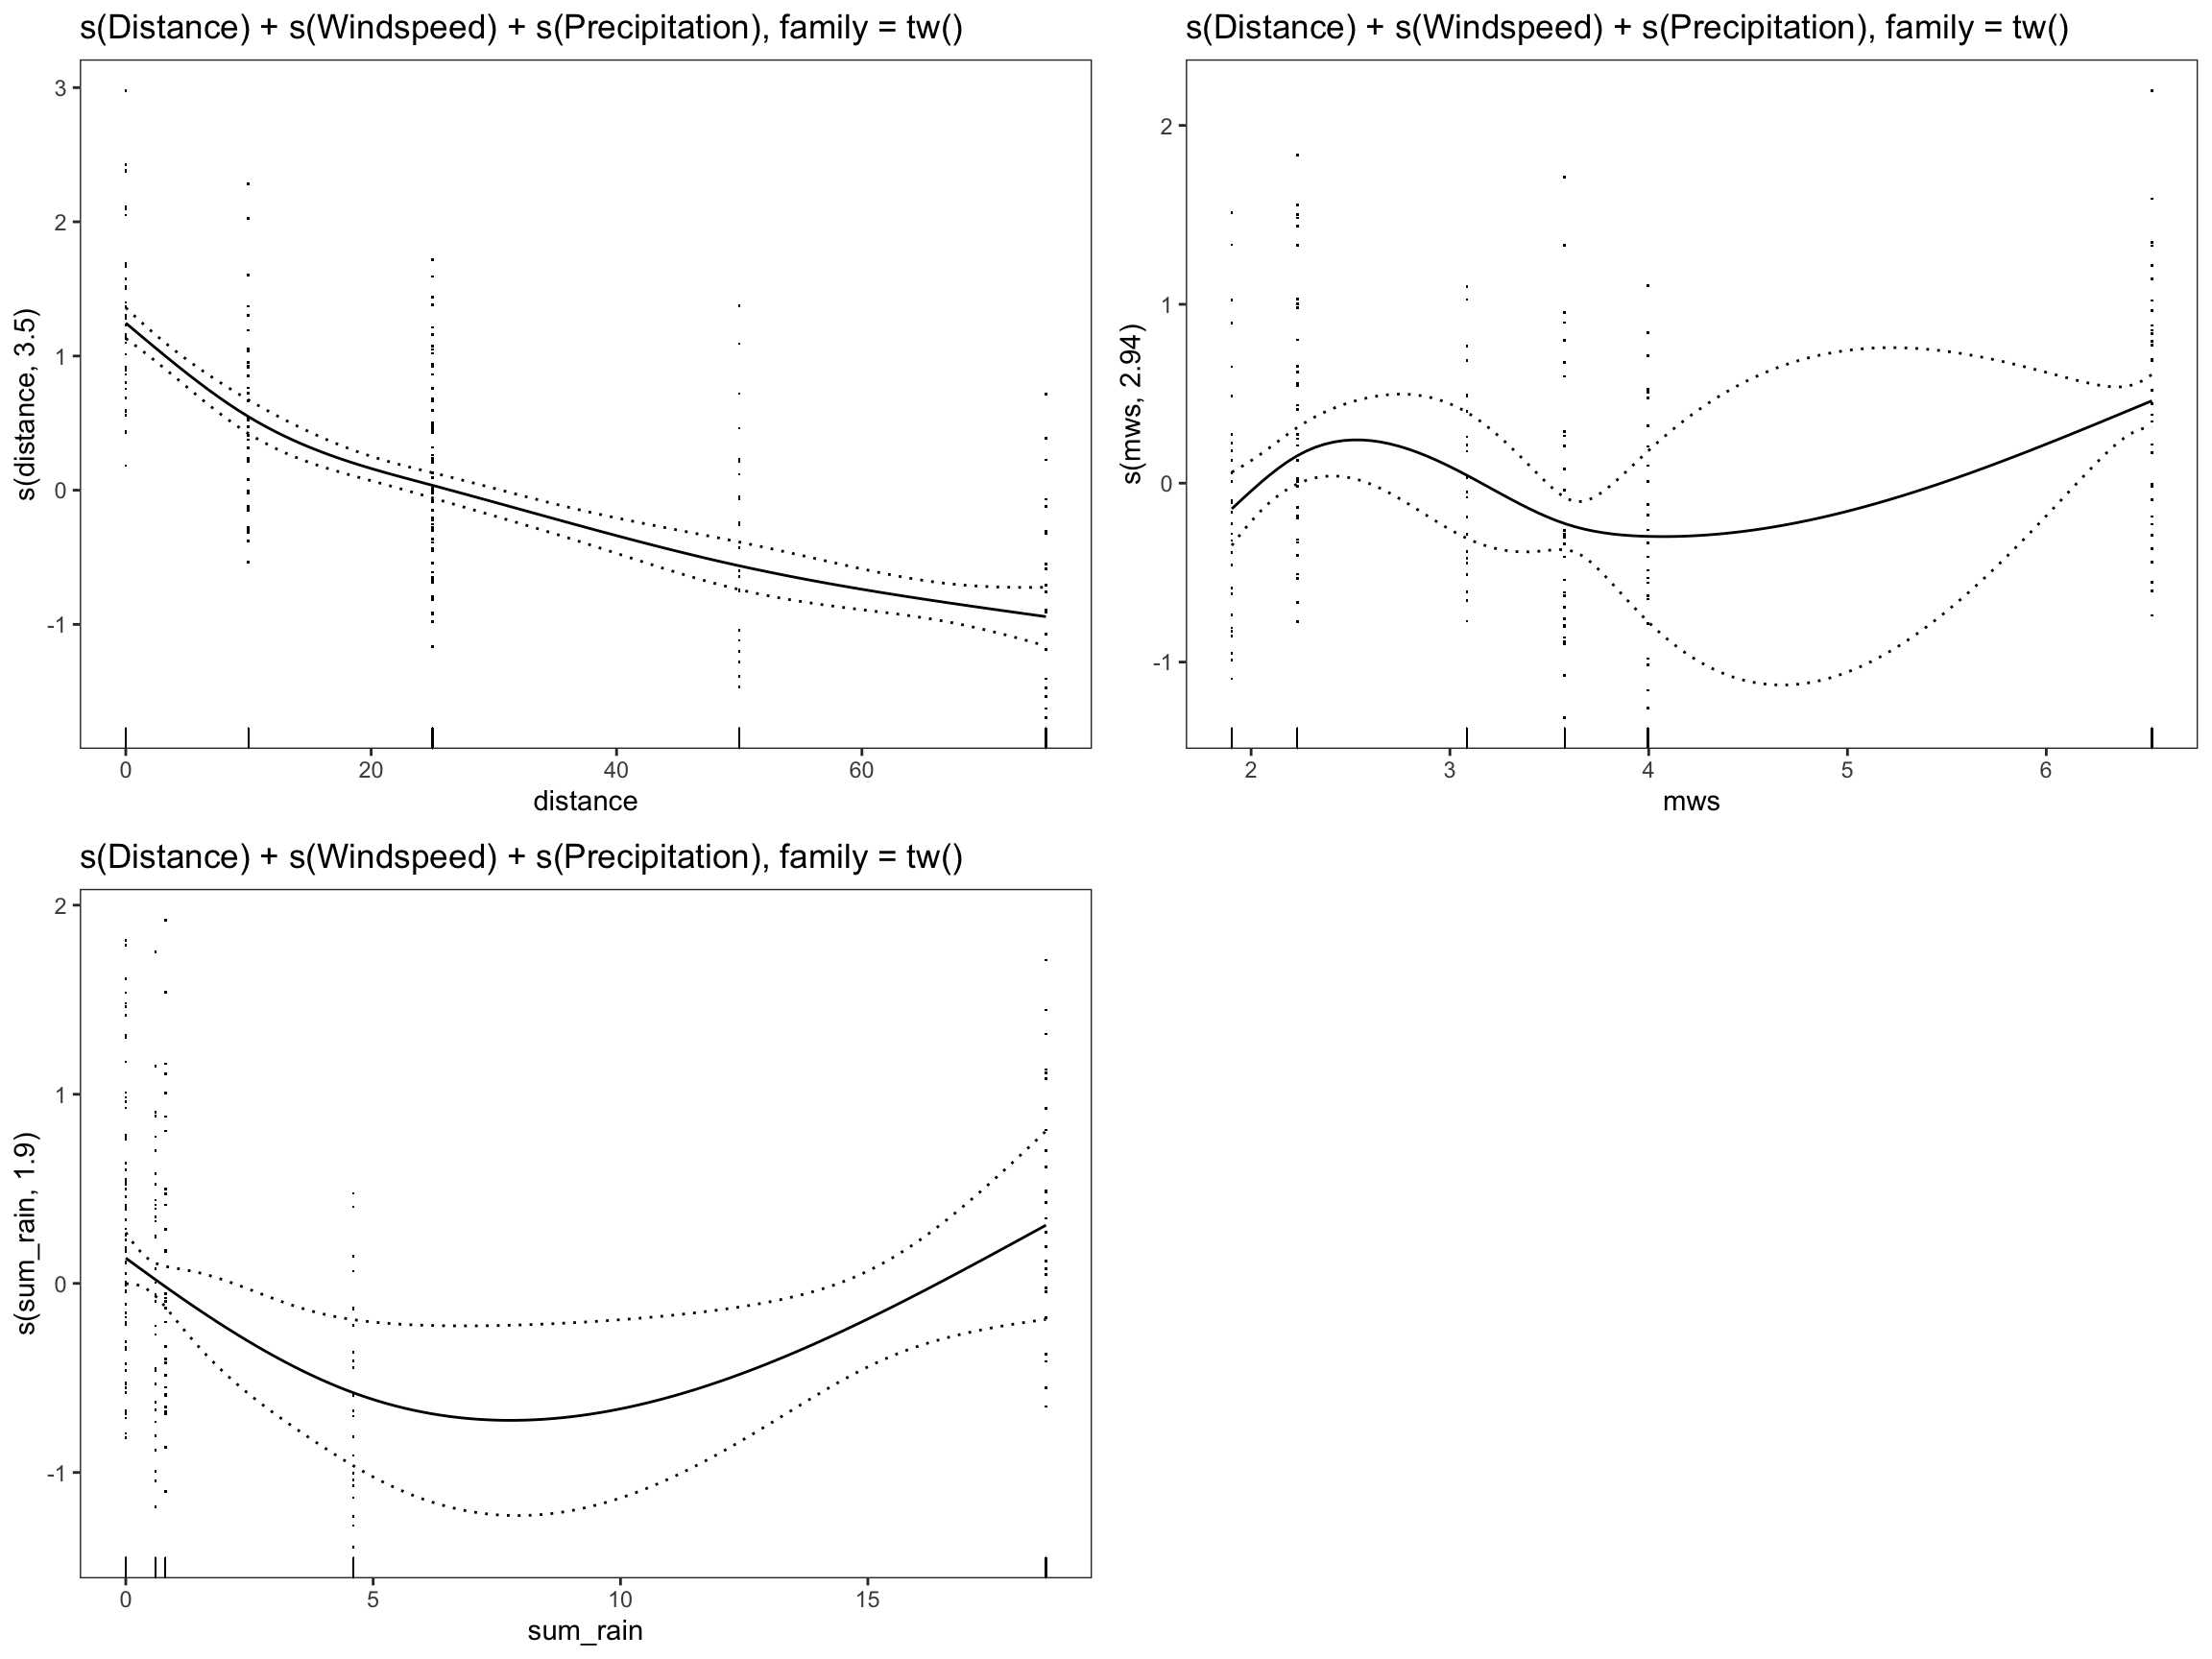 s(Distance) + s(Windspeed) + s(Precipitation), family = tw()
3
2
1
0
-1
s(distance, 3.5)
0
20
40
60
distance
s(Distance) + s(Windspeed) + s(Precipitation), family = tw()
2
1
0
-1
s(mws, 2.94)
2
3
4
5
6
mws
s(Distance) + s(Windspeed) + s(Precipitation), family = tw()
2
1
0
-1
s(sum_rain, 1.9)
0
5
10
15
sum_rain